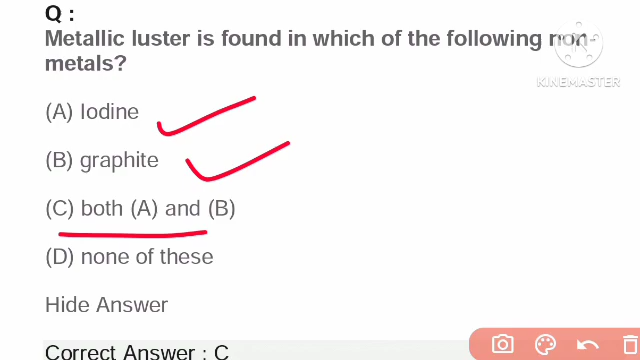 Q :
Metallic luster is found in which of the following non-
metals?
KINEMASTER
(A) Iodine
(B) graphite
(C) both (A) and (B)
(D) none of these
Hide Answer
Correct Answer : C